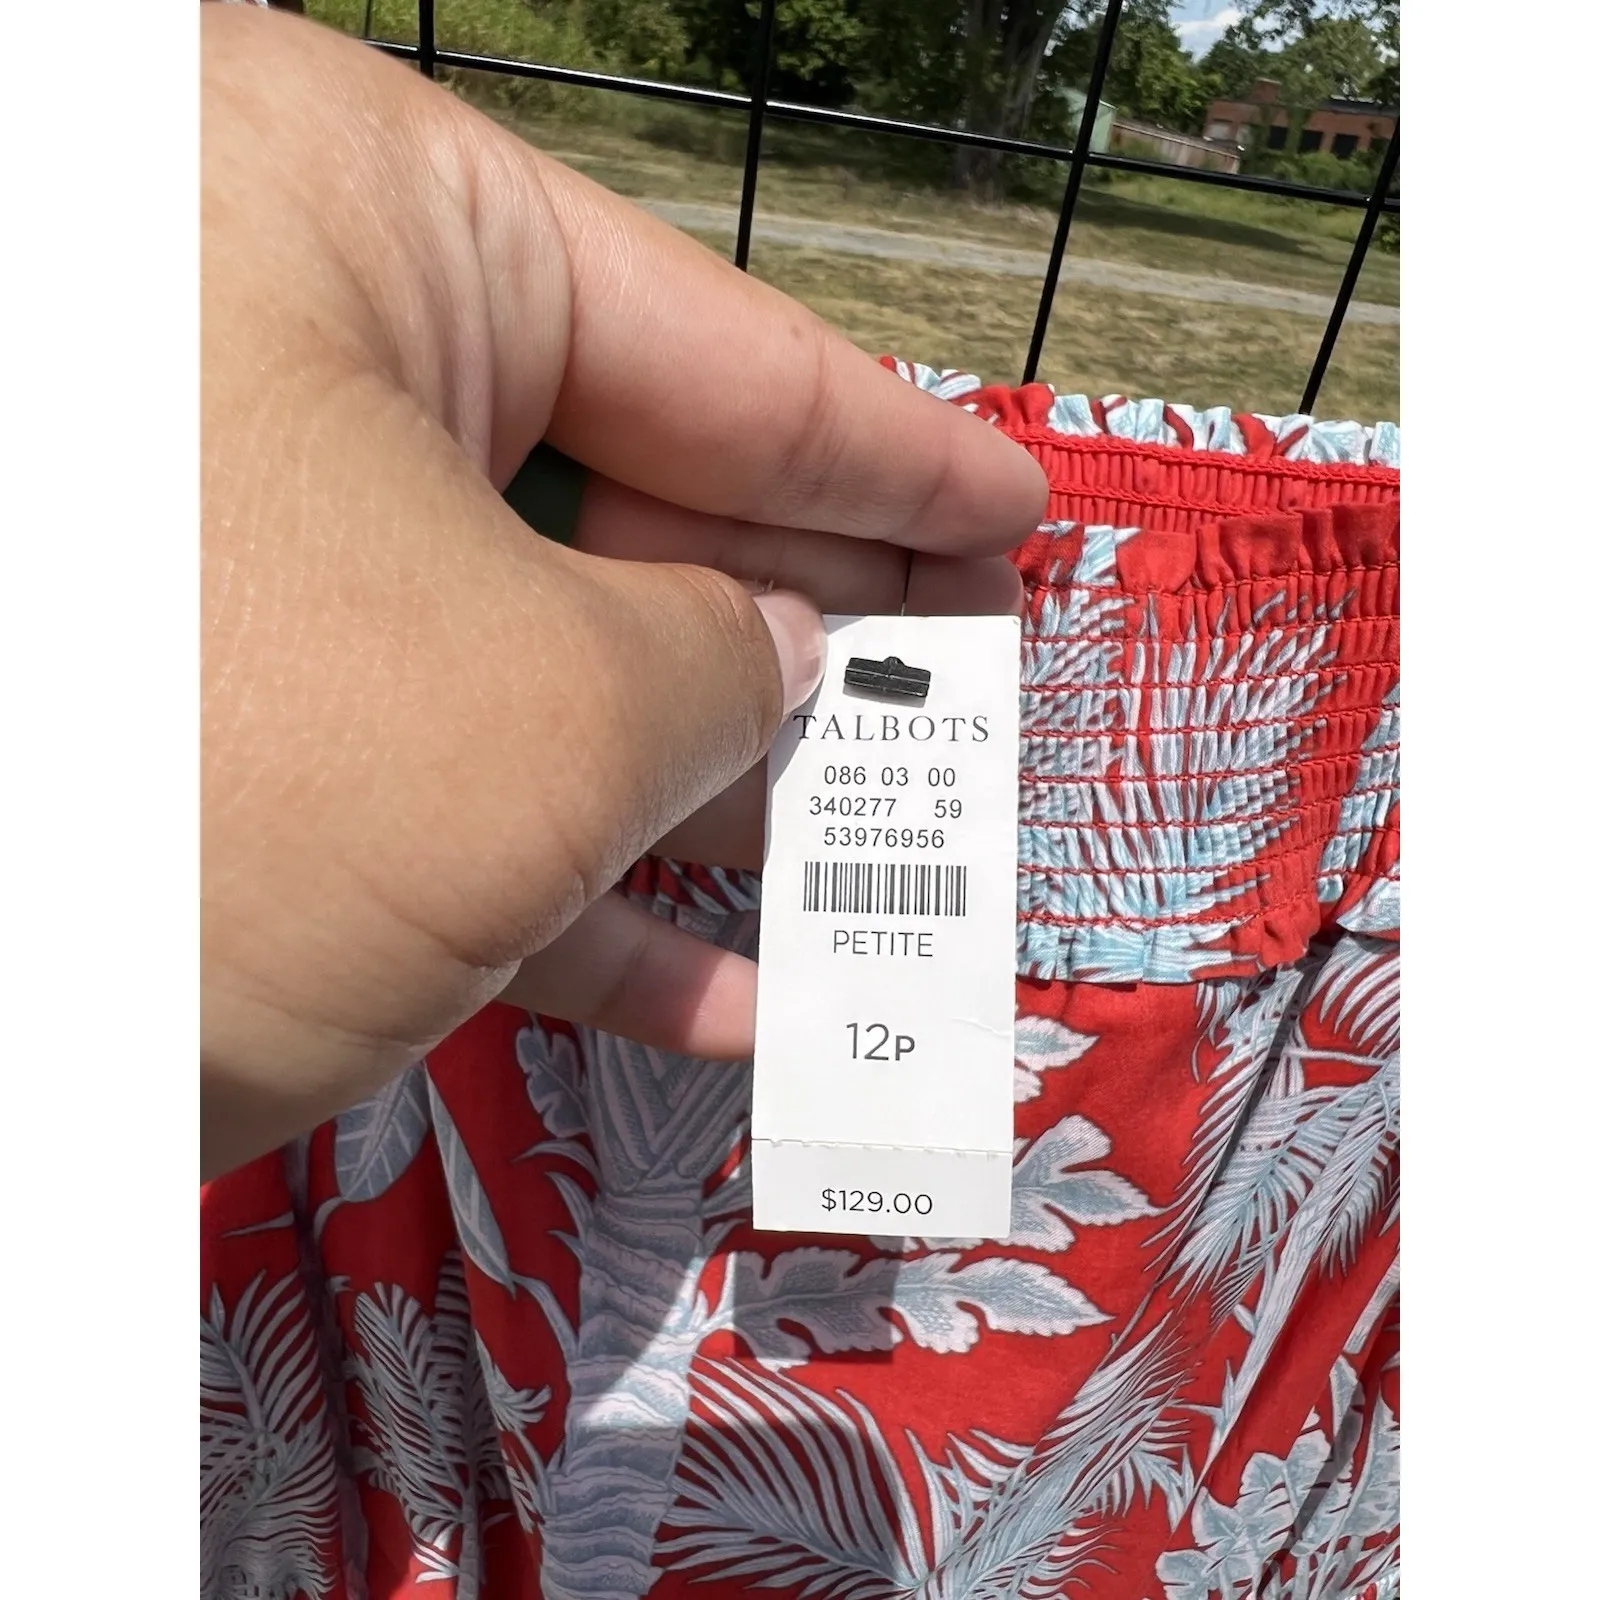 TALBOTS
086 03 00
340277 59
53976956
PETITE
12P
$129.00